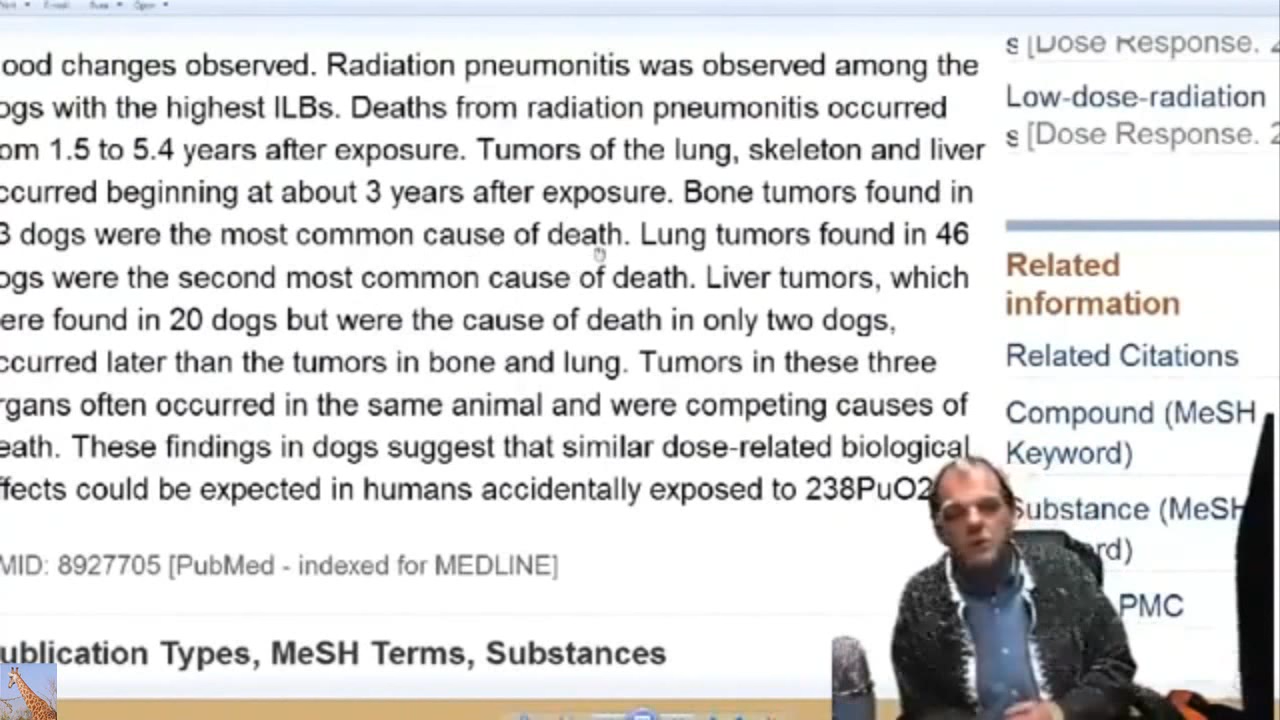 ood changes observed. Radiation pneumonitis was observed among the
ogs with the highest ILBs. Deaths from radiation pneumonitis occurred
om 1.5 to 5.4 years after exposure. Tumors of the lung, skeleton and liver
ccurred beginning at about 3 years after exposure. Bone tumors found in
3 dogs were the most common cause of death. Lung tumors found in 46
ogs were the second most common cause of death. Liver tumors, which
ere found in 20 dogs but were the cause of death in only two dogs,
ccurred later than the tumors in bone and lung. Tumors in these three
rgans often occurred in the same animal and were competing causes of
eath. These findings in dogs suggest that similar dose-related biological
ffects could be expected in humans accidentally exposed to 238PuO2
MID: 8927705 [PubMed - indexed for MEDLINE]
ublication Types, MeSH Terms, Substances
s [Dose Response. 2
Low-dose-radiation
s [Dose Response. 2
Related
information
Related Citations
Compound (MeSH
Keyword)
Substance (MeSH
rd)
PMC